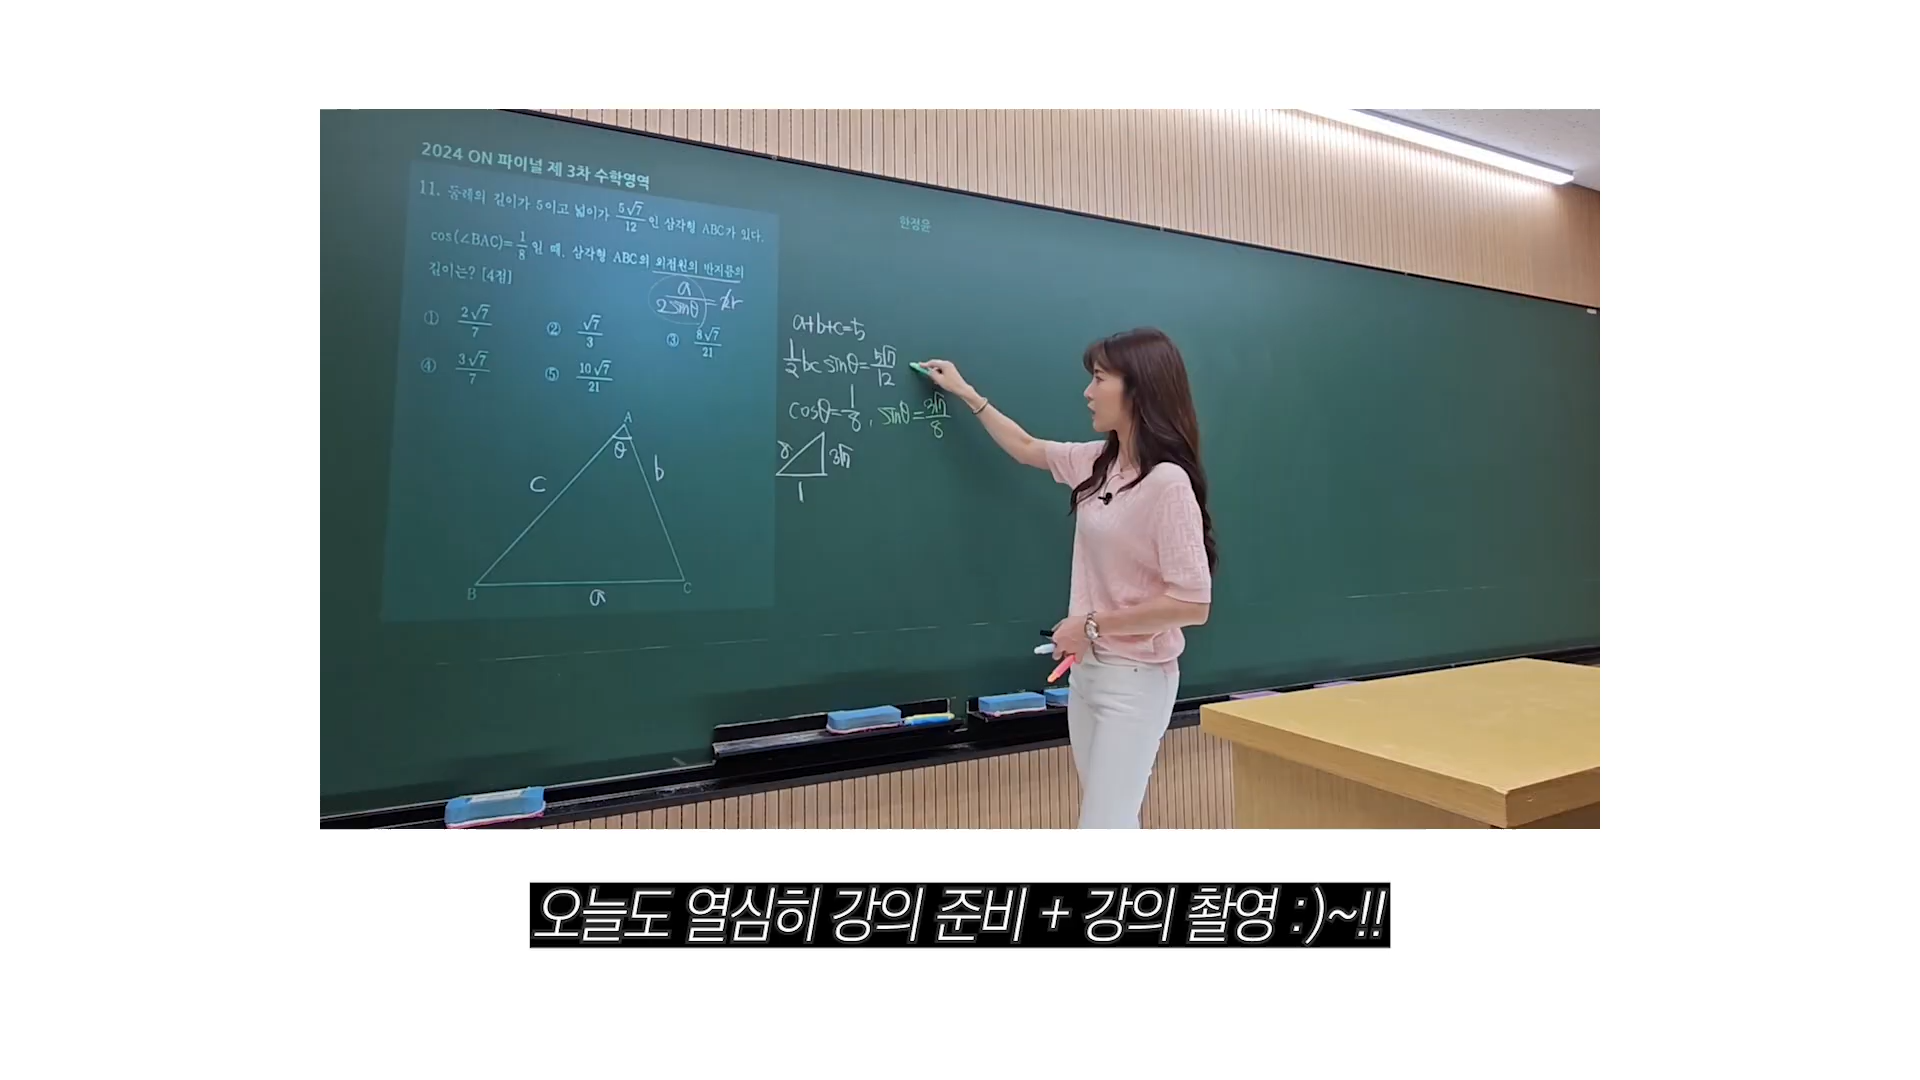 2024 ON 파이널 제 3차 수학영역
11. 둘레의 길이가 5이고 넓이가 5√7/12 인 삼각형 ABC가 있다.
cos(∠BAC)=1/8 일 때, 삼각형 ABC의 외접원의 반지름의
길이는? [4점]
a/2sinθ = r
① 2√7/7 ② √7/3 ③ 8√7/21
④ 3√7/7 ⑤ 10√7/21
A
θ
c
b
B
a
C
한정윤
a+b+c=5
1/2 bc sinθ = 5√7/12
cosθ = 1/8, sinθ = 3√7/8
8
3√7
1
오늘도 열심히 강의 준비 + 강의 촬영 :)~!!